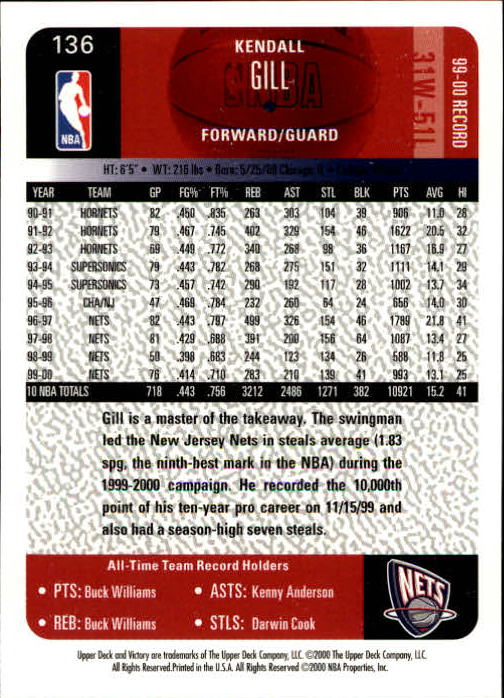 136
KENDALL
GILL
NBA
FORWARD/GUARD
99-00 RECORD
31W-51L
NBA
HT: 6'5" • WT: 216 lbs • Born: 5/25/68 Chicago, IL •
YEAR TEAM GP FG% FT% REB AST STL BLK PTS AVG HI
90-91 HORNETS 82 .450 .835 263 303 104 39 906 11.0 28
91-92 HORNETS 79 .467 .745 402 329 154 46 1622 20.5 32
92-93 HORNETS 69 .449 .772 340 268 98 36 1167 16.9 27
93-94 SUPERSONICS 79 .443 .782 268 275 151 32 1111 14.1 29
94-95 SUPERSONICS 73 .457 .742 290 192 117 28 1002 13.7 34
95-96 CHA/NJ 47 .469 .784 232 260 64 24 656 14.0 30
96-97 NETS 82 .443 .797 499 326 154 46 1789 21.8 41
97-98 NETS 81 .429 .688 391 200 156 64 1087 13.4 27
98-99 NETS 50 .398 .683 244 123 134 26 588 11.8 25
99-00 NETS 76 .414 .710 283 210 139 41 993 13.1 25
10 NBA TOTALS 718 .443 .756 3212 2486 1271 382 10921 15.2 41
Gill is a master of the takeaway. The swingman
led the New Jersey Nets in steals average (1.83
spg, the ninth-best mark in the NBA) during the
1999-2000 campaign. He recorded the 10,000th
point of his ten-year pro career on 11/15/99 and
also had a season-high seven steals.
All-Time Team Record Holders
• PTS: Buck Williams • ASTS: Kenny Anderson
• REB: Buck Williams • STLS: Darwin Cook
NETS
Upper Deck and Victory are trademarks of The Upper Deck Company, LLC. ©2000 The Upper Deck Company, LLC.
All Rights Reserved. Printed in the U.S.A. All Rights Reserved ©2000 NBA Properties, Inc.